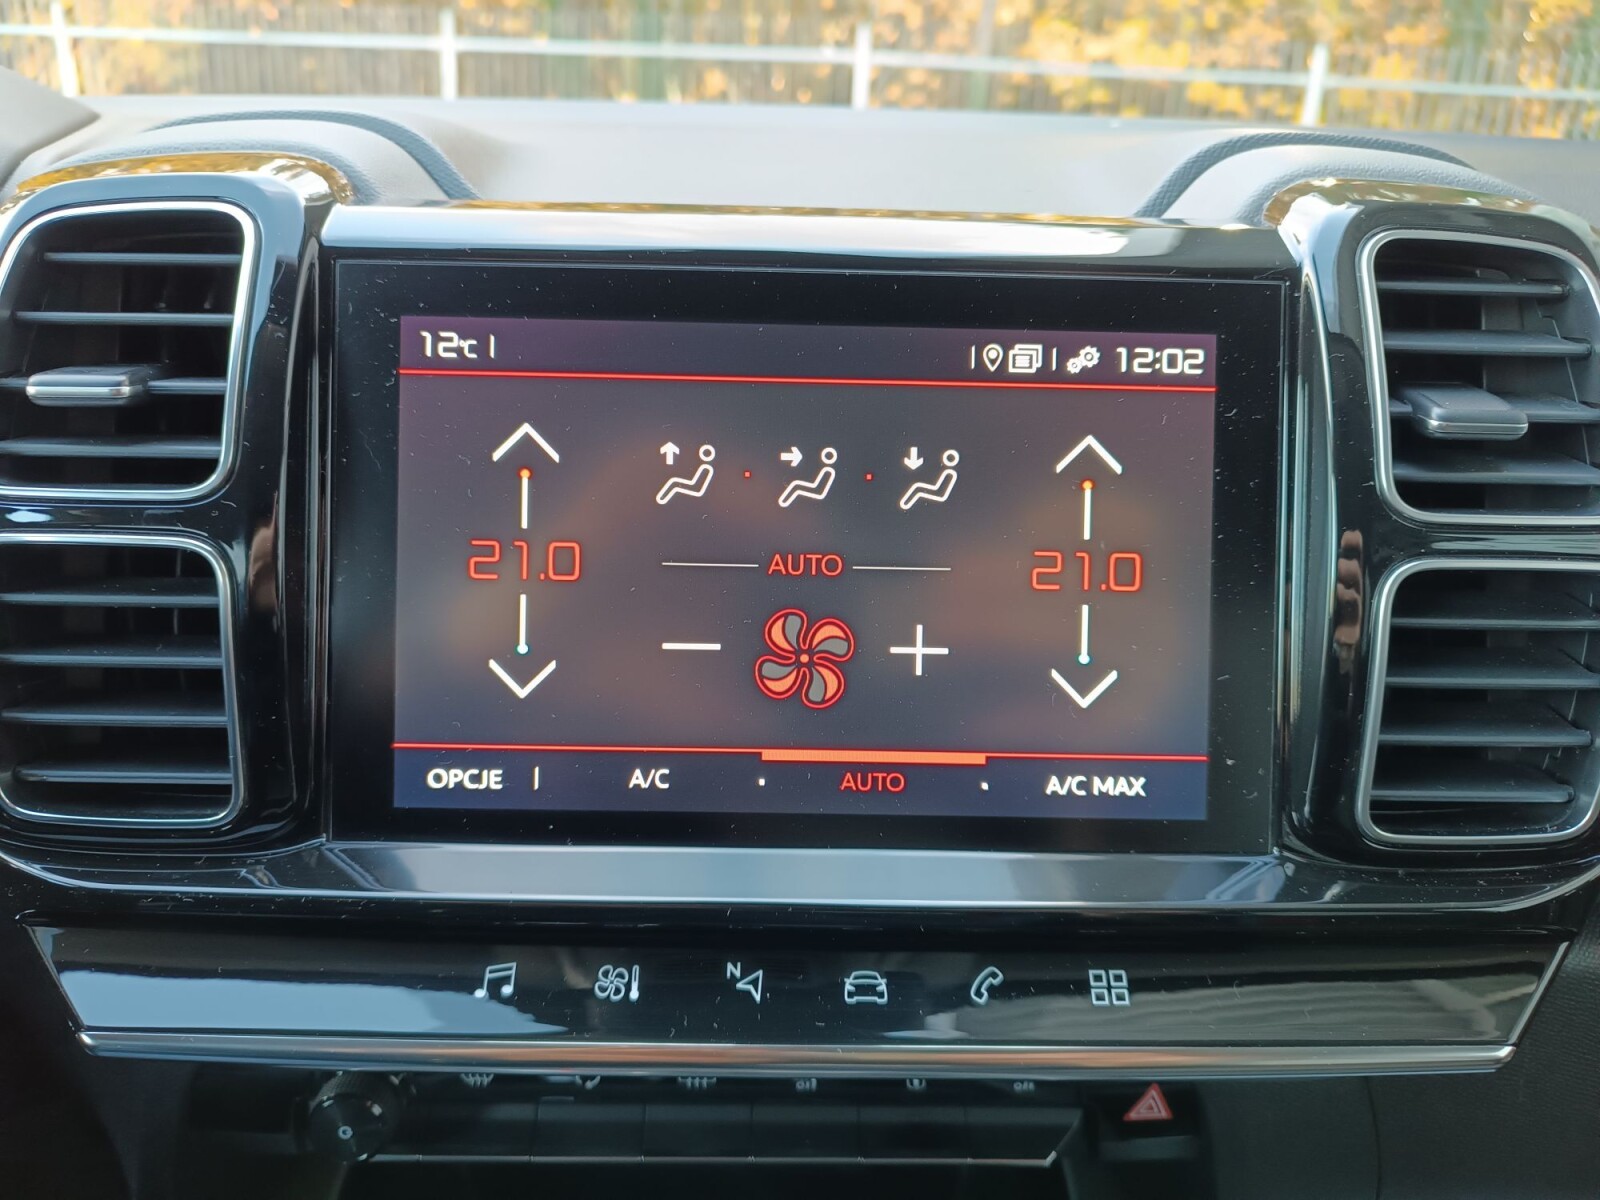 12°C
12:02
21.0
21.0
AUTO
OPCJE A/C AUTO A/C MAX
N